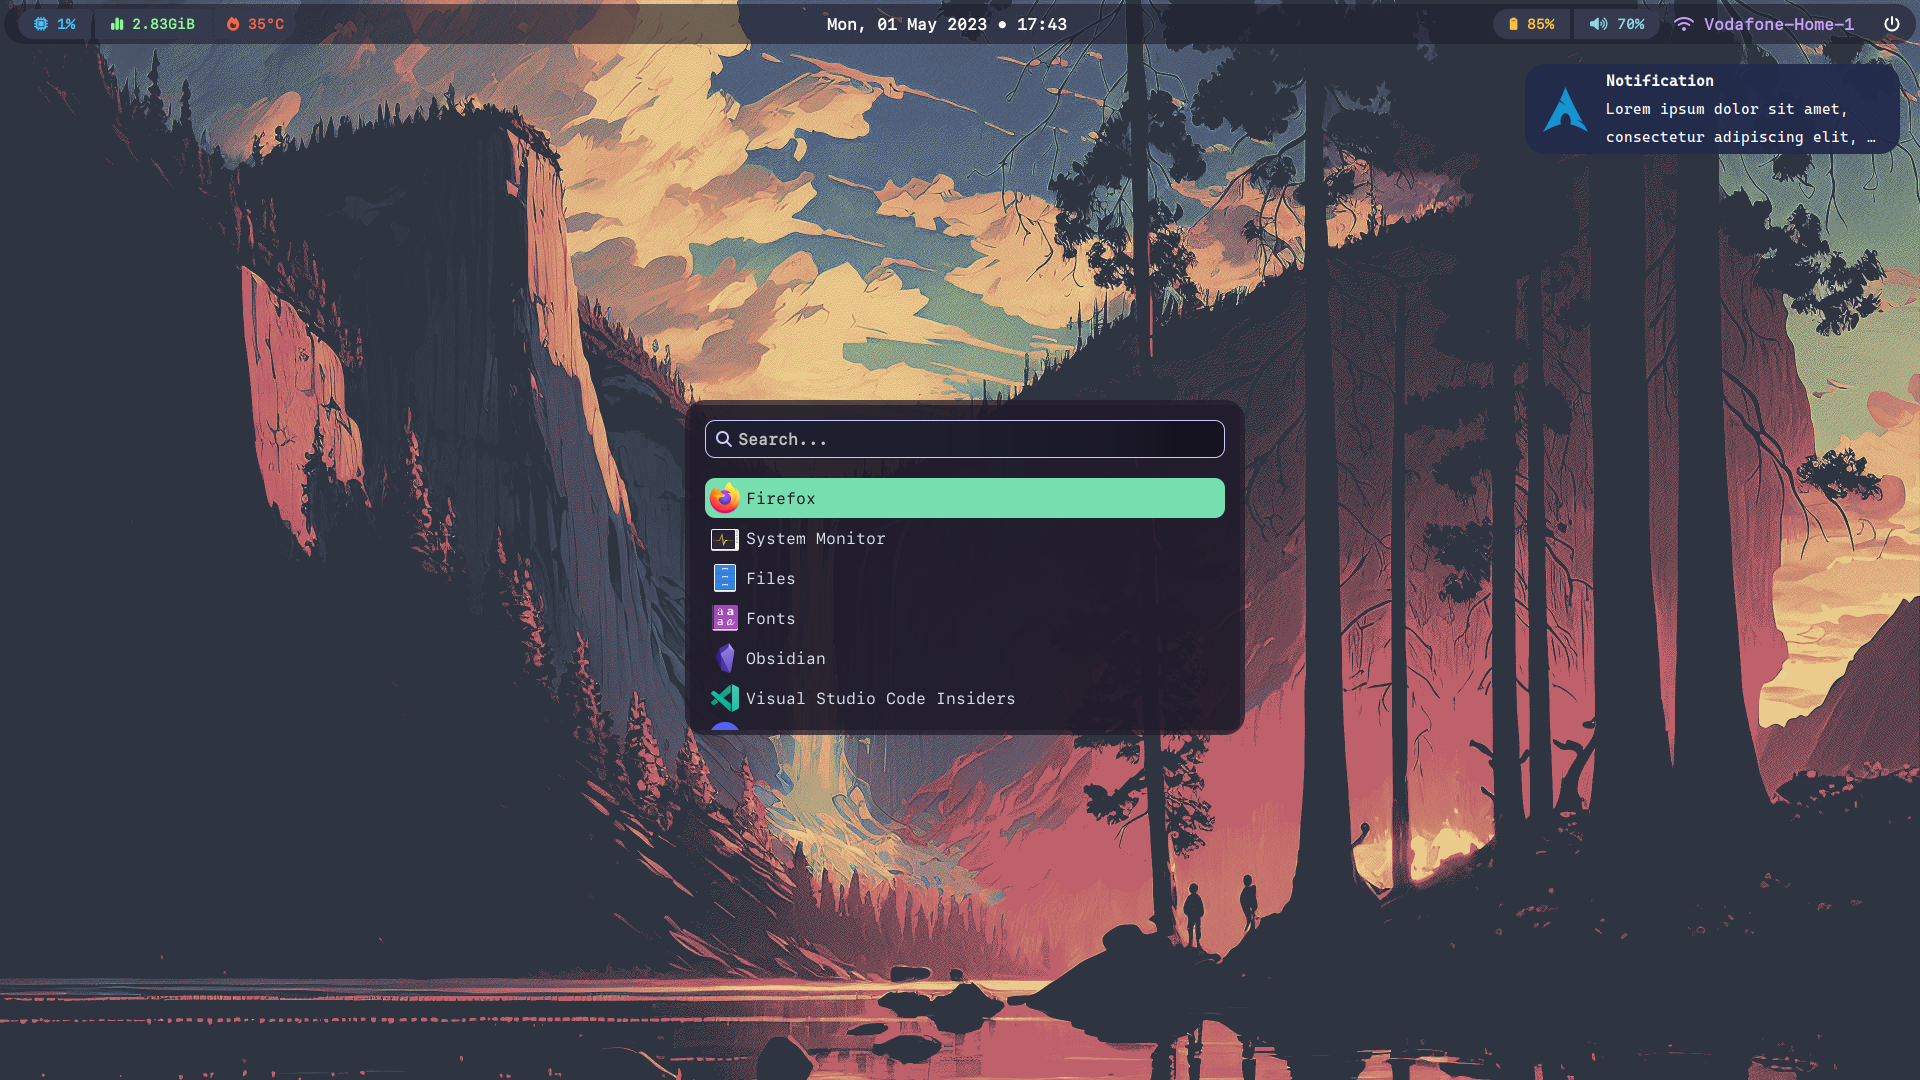 1% 2.83GiB 35°C Mon, 01 May 2023 • 17:43 85% 70% Vodafone-Home-1
Notification
Lorem ipsum dolor sit amet,
consectetur adipiscing elit, …
Search...
Firefox
System Monitor
Files
Fonts
Obsidian
Visual Studio Code Insiders